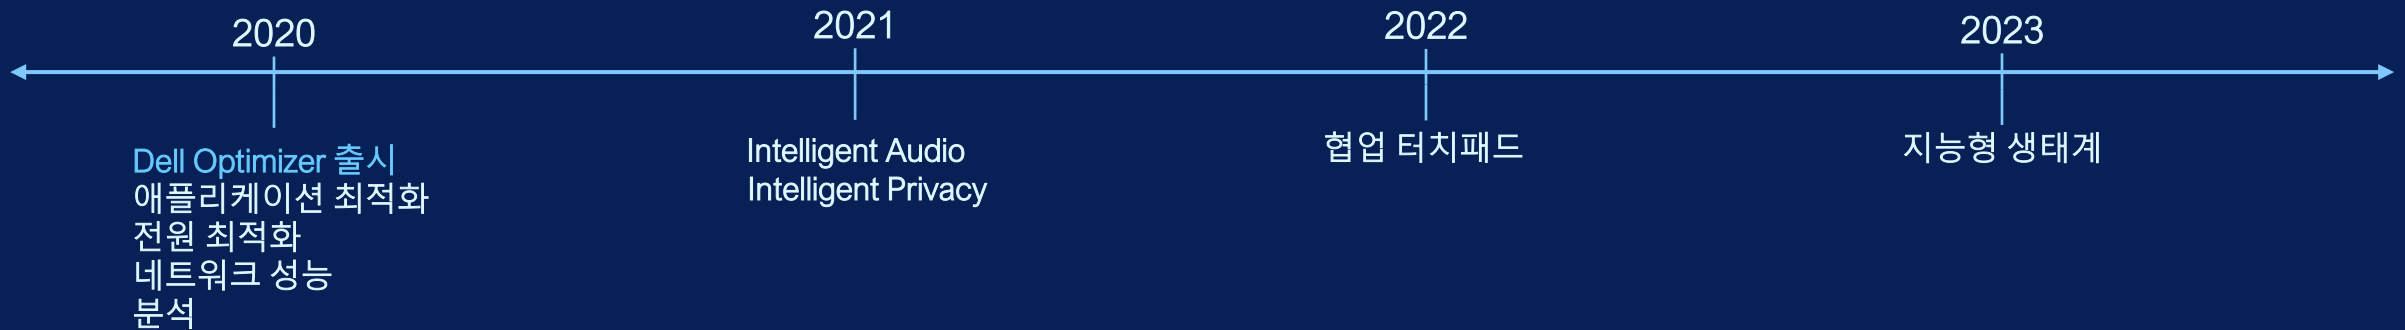 2020
2021
2022
2023
Dell Optimizer 출시
애플리케이션 최적화
전원 최적화
네트워크 성능
분석
Intelligent Audio
Intelligent Privacy
협업 터치패드
지능형 생태계